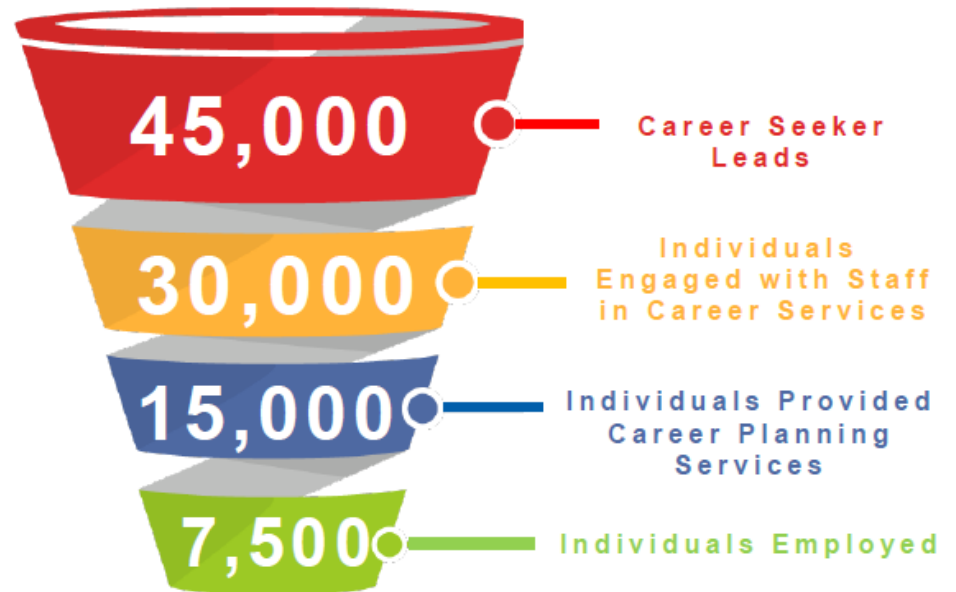 45,000
Career Seeker
Leads
30,000
Individuals
Engaged with Staff
in Career Services
15,000
Individuals Provided
Career Planning
Services
7,500
Individuals Employed